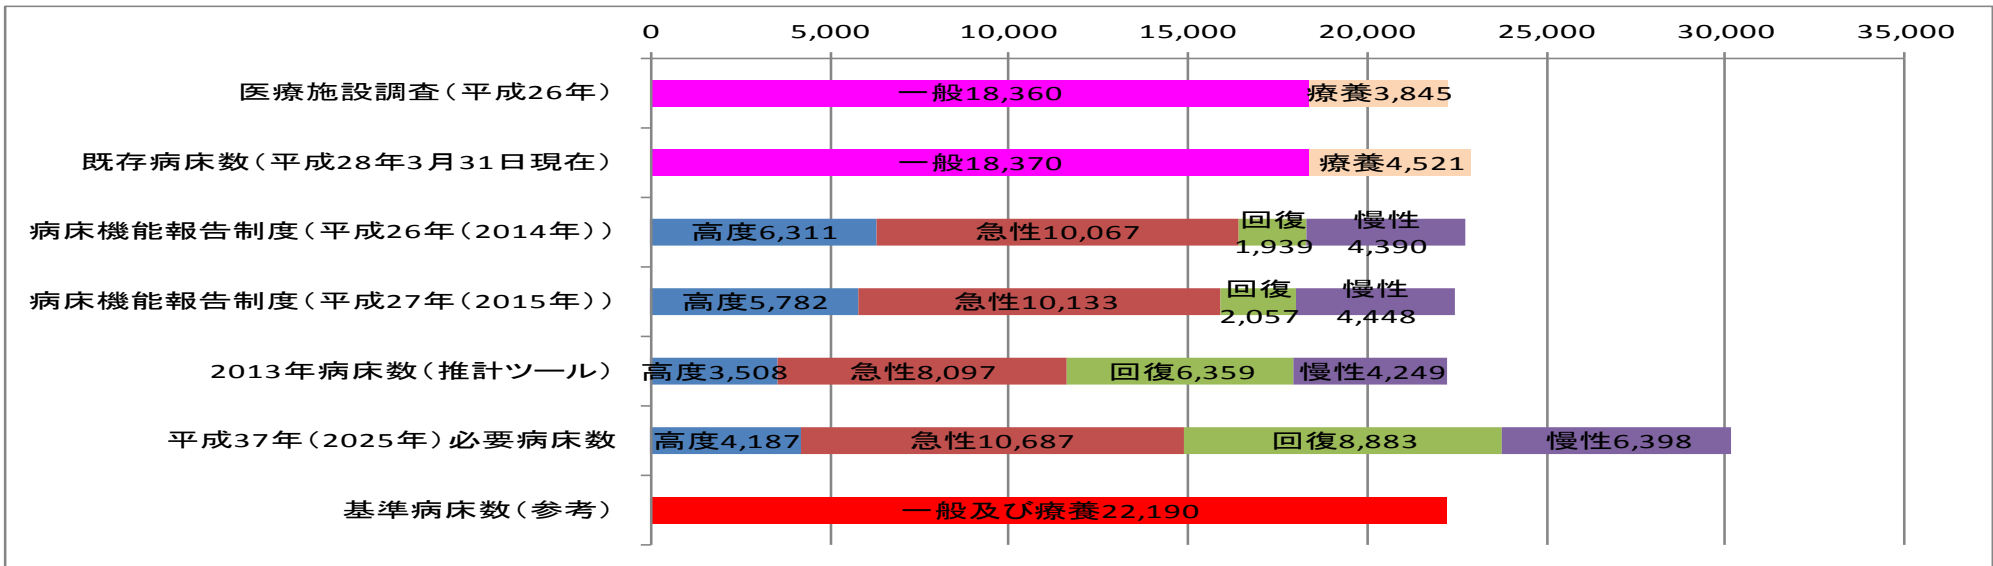 0 5,000 10,000 15,000 20,000 25,000 30,000 35,000
医療施設調査(平成26年) 一般18,360 療養3,845
既存病床数(平成28年3月31日現在) 一般18,370 療養4,521
病床機能報告制度(平成26年(2014年)) 高度6,311 急性10,067 回復 1,939 慢性 4,390
病床機能報告制度(平成27年(2015年)) 高度5,782 急性10,133 回復 2,057 慢性 4,448
2013年病床数(推計ツール) 高度3,508 急性8,097 回復6,359 慢性4,249
平成37年(2025年)必要病床数 高度4,187 急性10,687 回復8,883 慢性6,398
基準病床数(参考) 一般及び療養22,190